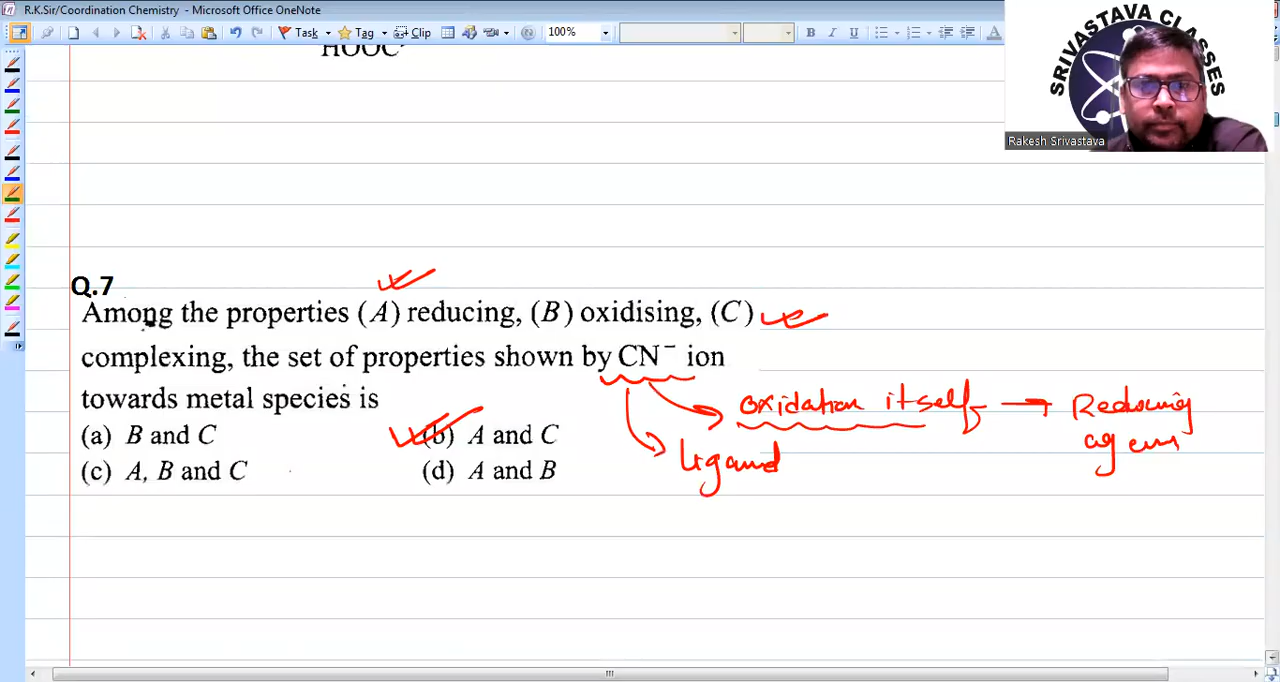 R.K.Sir/Coordination Chemistry - Microsoft Office OneNote
Task
Tag
Clip
100%
B I U
A
SRIVASTAVA CLASSES
Rakesh Srivastava
HOOC
Q.7
Among the properties (A) reducing, (B) oxidising, (C)
complexing, the set of properties shown by CN⁻ ion
towards metal species is
(a) B and C
(b) A and C
(c) A, B and C
(d) A and B
oxidation itself → Reducing
agent
ligand